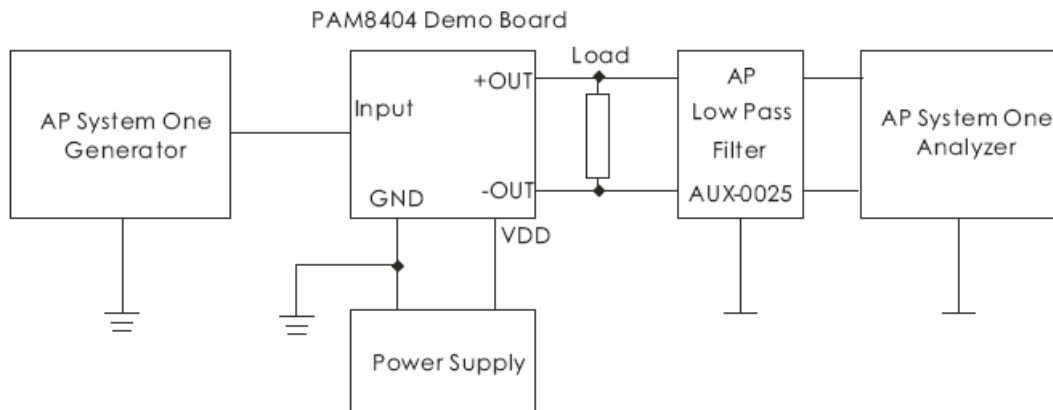 PAM8404 Demo Board
AP System One
Generator
Input
+OUT
-OUT
GND
VDD
Load
AP
Low Pass
Filter
AUX-0025
AP System One
Analyzer
Power Supply